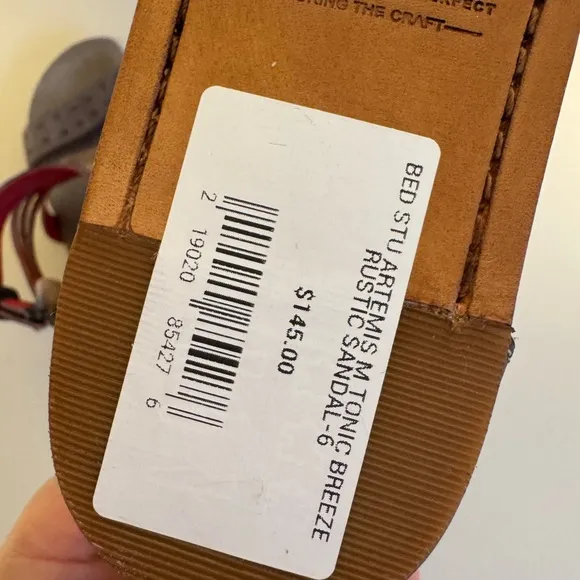 RING THE CRAFT
BED STU ARTEMIS M TONIC BREEZE
RUSTIC SANDAL-6
$145.00
2 19020 85427 6